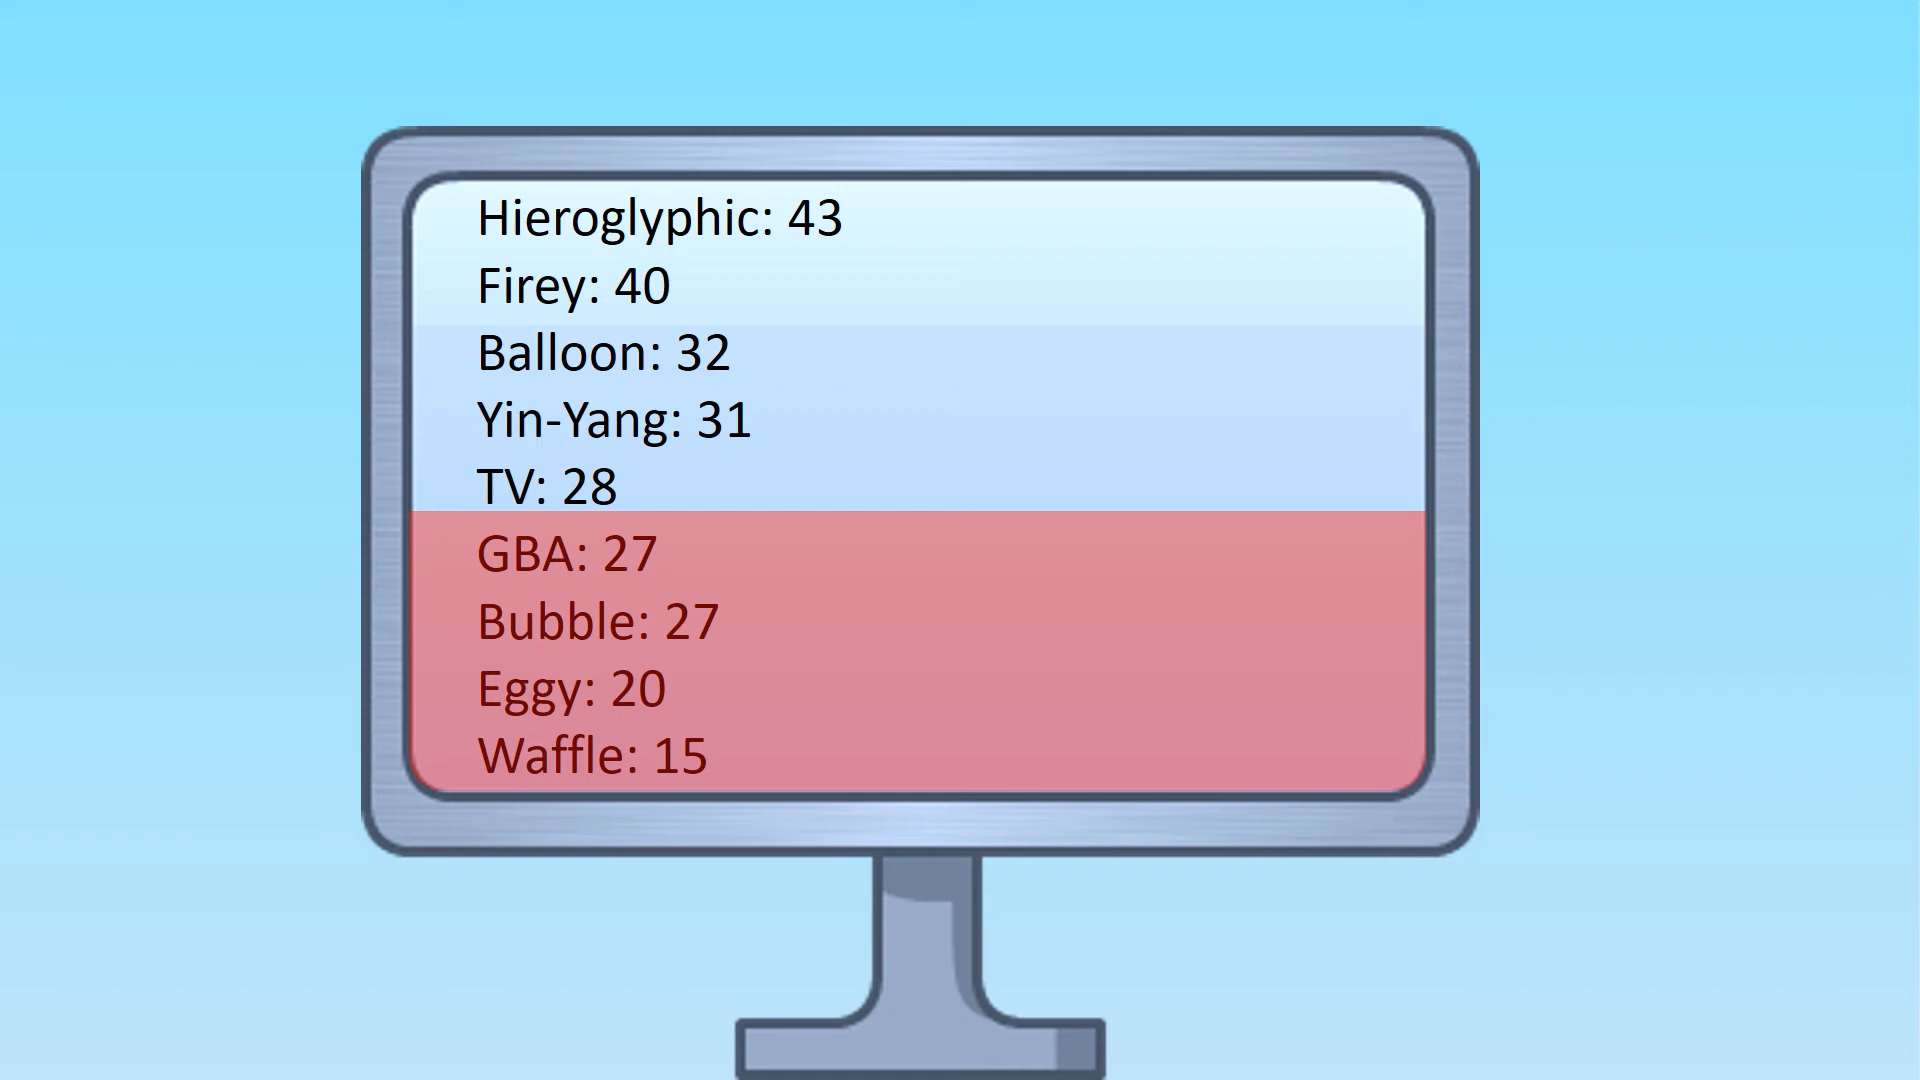 Hieroglyphic: 43
Firey: 40
Balloon: 32
Yin-Yang: 31
TV: 28
GBA: 27
Bubble: 27
Eggy: 20
Waffle: 15